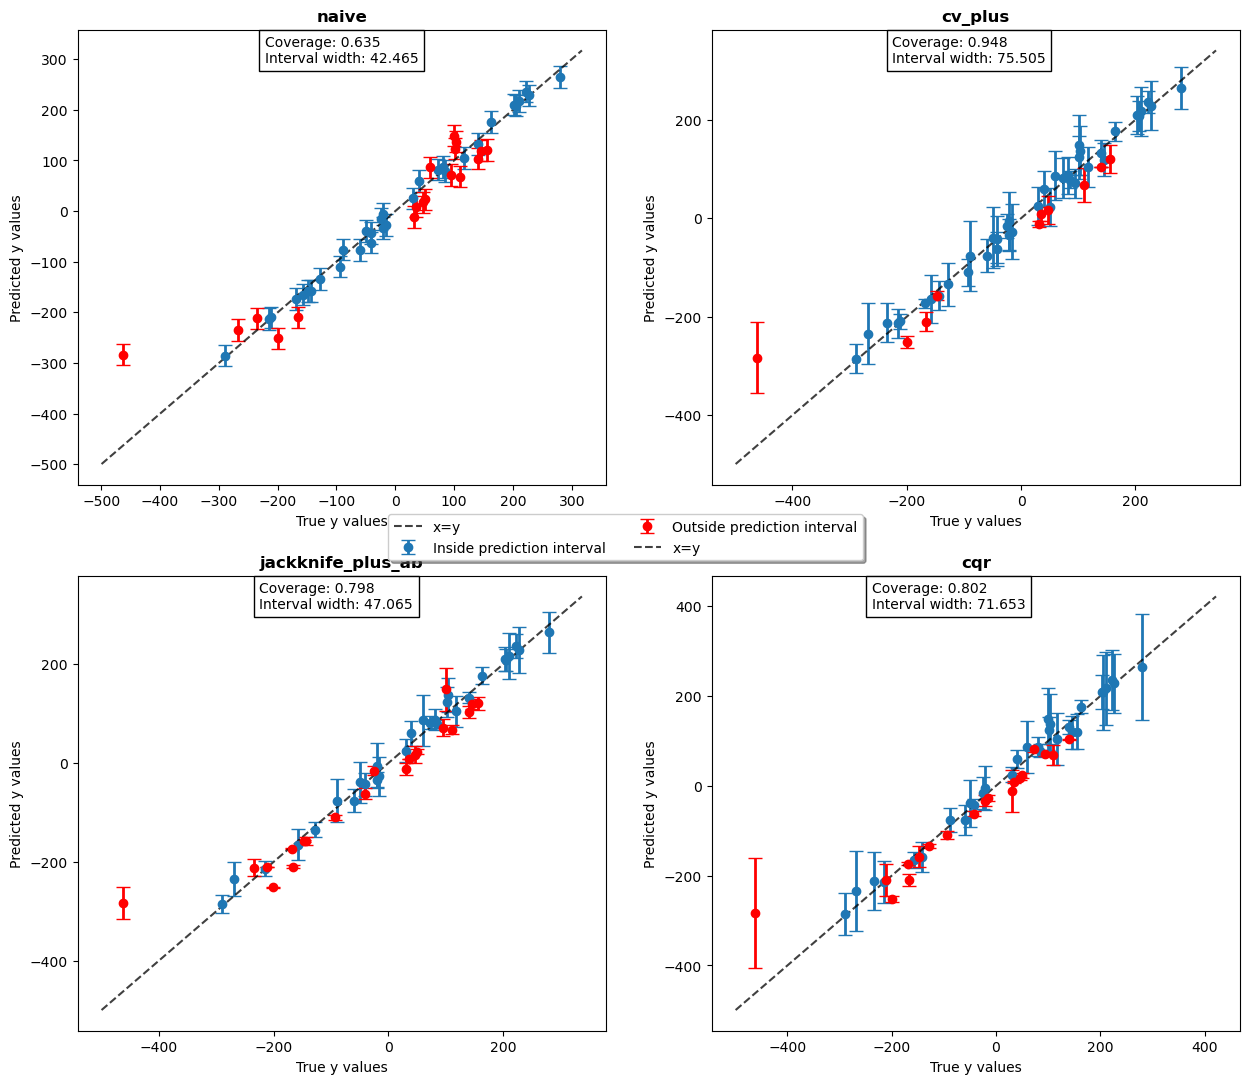 naive
Coverage: 0.635
Interval width: 42.465
300
200
100
0
−100
−200
−300
−400
−500
Predicted y values
−500 −400 −300 −200 −100 0 100 200 300
True y values
cv_plus
Coverage: 0.948
Interval width: 75.505
200
0
−200
−400
Predicted y values
−400 −200 0 200
True y values
x=y
Inside prediction interval
Outside prediction interval
x=y
jackknife_plus_ab
Coverage: 0.798
Interval width: 47.065
200
0
−200
−400
Predicted y values
−400 −200 0 200
True y values
cqr
Coverage: 0.802
Interval width: 71.653
400
200
0
−200
−400
Predicted y values
−400 −200 0 200 400
True y values